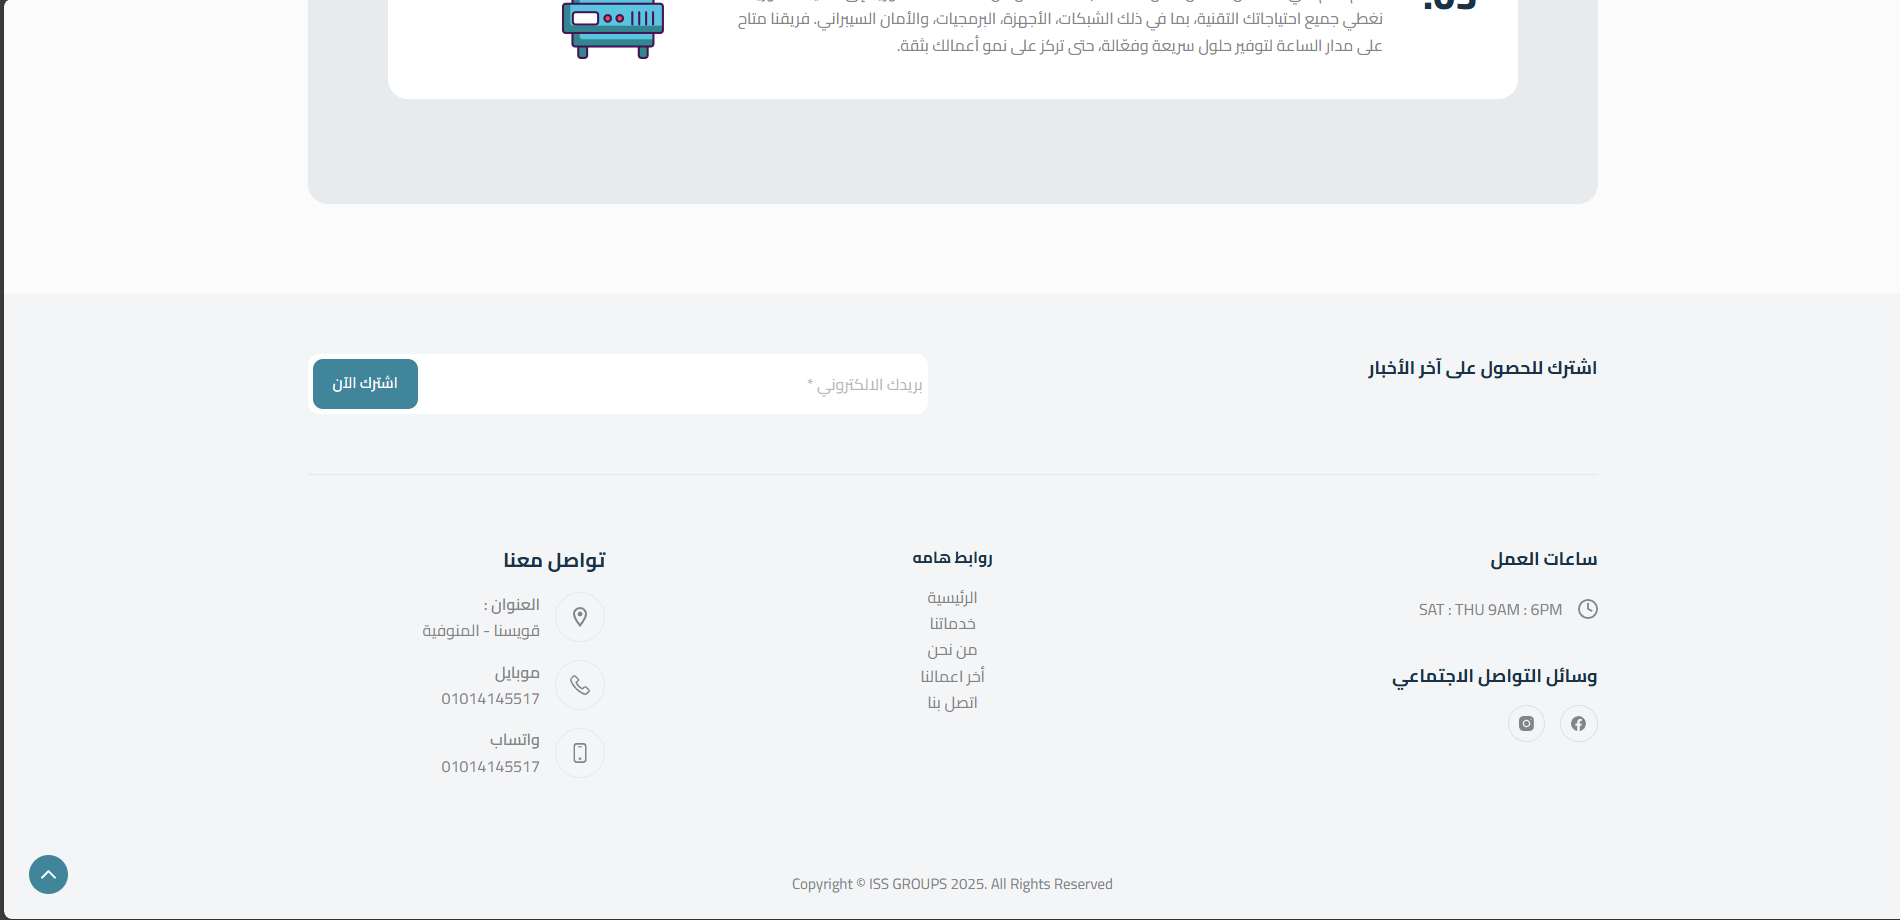 نغطي جميع احتياجاتك التقنية، بما في ذلك الشبكات، الأجهزة، البرمجيات، والأمان السيبراني. فريقنا متاح
على مدار الساعة لتوفير حلول سريعة وفعّالة، حتى تركز على نمو أعمالك بثقة.
اشترك للحصول على آخر الأخبار
بريدك الالكتروني *
اشترك الآن
ساعات العمل
SAT : THU 9AM : 6PM
وسائل التواصل الاجتماعي
روابط هامه
الرئيسية
خدماتنا
من نحن
أخر اعمالنا
اتصل بنا
تواصل معنا
العنوان :
قويسنا - المنوفية
موبايل
01014145517
واتساب
01014145517
Copyright © ISS GROUPS 2025. All Rights Reserved